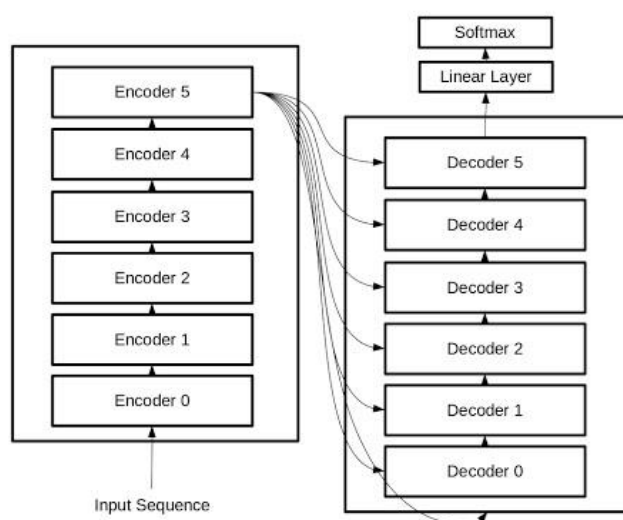 Encoder 5
Encoder 4
Encoder 3
Encoder 2
Encoder 1
Encoder 0
Input Sequence
Softmax
Linear Layer
Decoder 5
Decoder 4
Decoder 3
Decoder 2
Decoder 1
Decoder 0